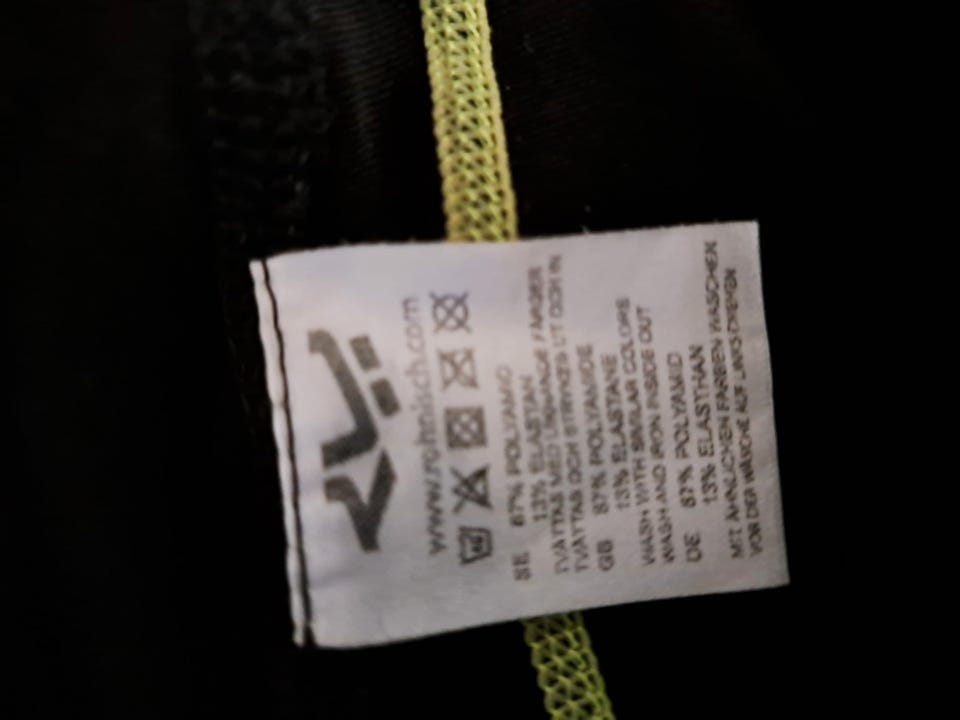 www.rohnisch.com
SE 87% POLYAMID
13% ELASTAN
TVÄTTAS MED LIKNANDE FÄRGER
TVÄTTAS OCH STRYKES UT OCH IN
GB 87% POLYAMIDE
13% ELASTANE
WASH WITH SIMILAR COLORS
WASH AND IRON INSIDE OUT
DE 87% POLYAMID
13% ELASTHAN
MIT ÄHNLICHEN FARBEN WASCHEN
VOR DER WÄSCHE AUF LINKS DREHEN